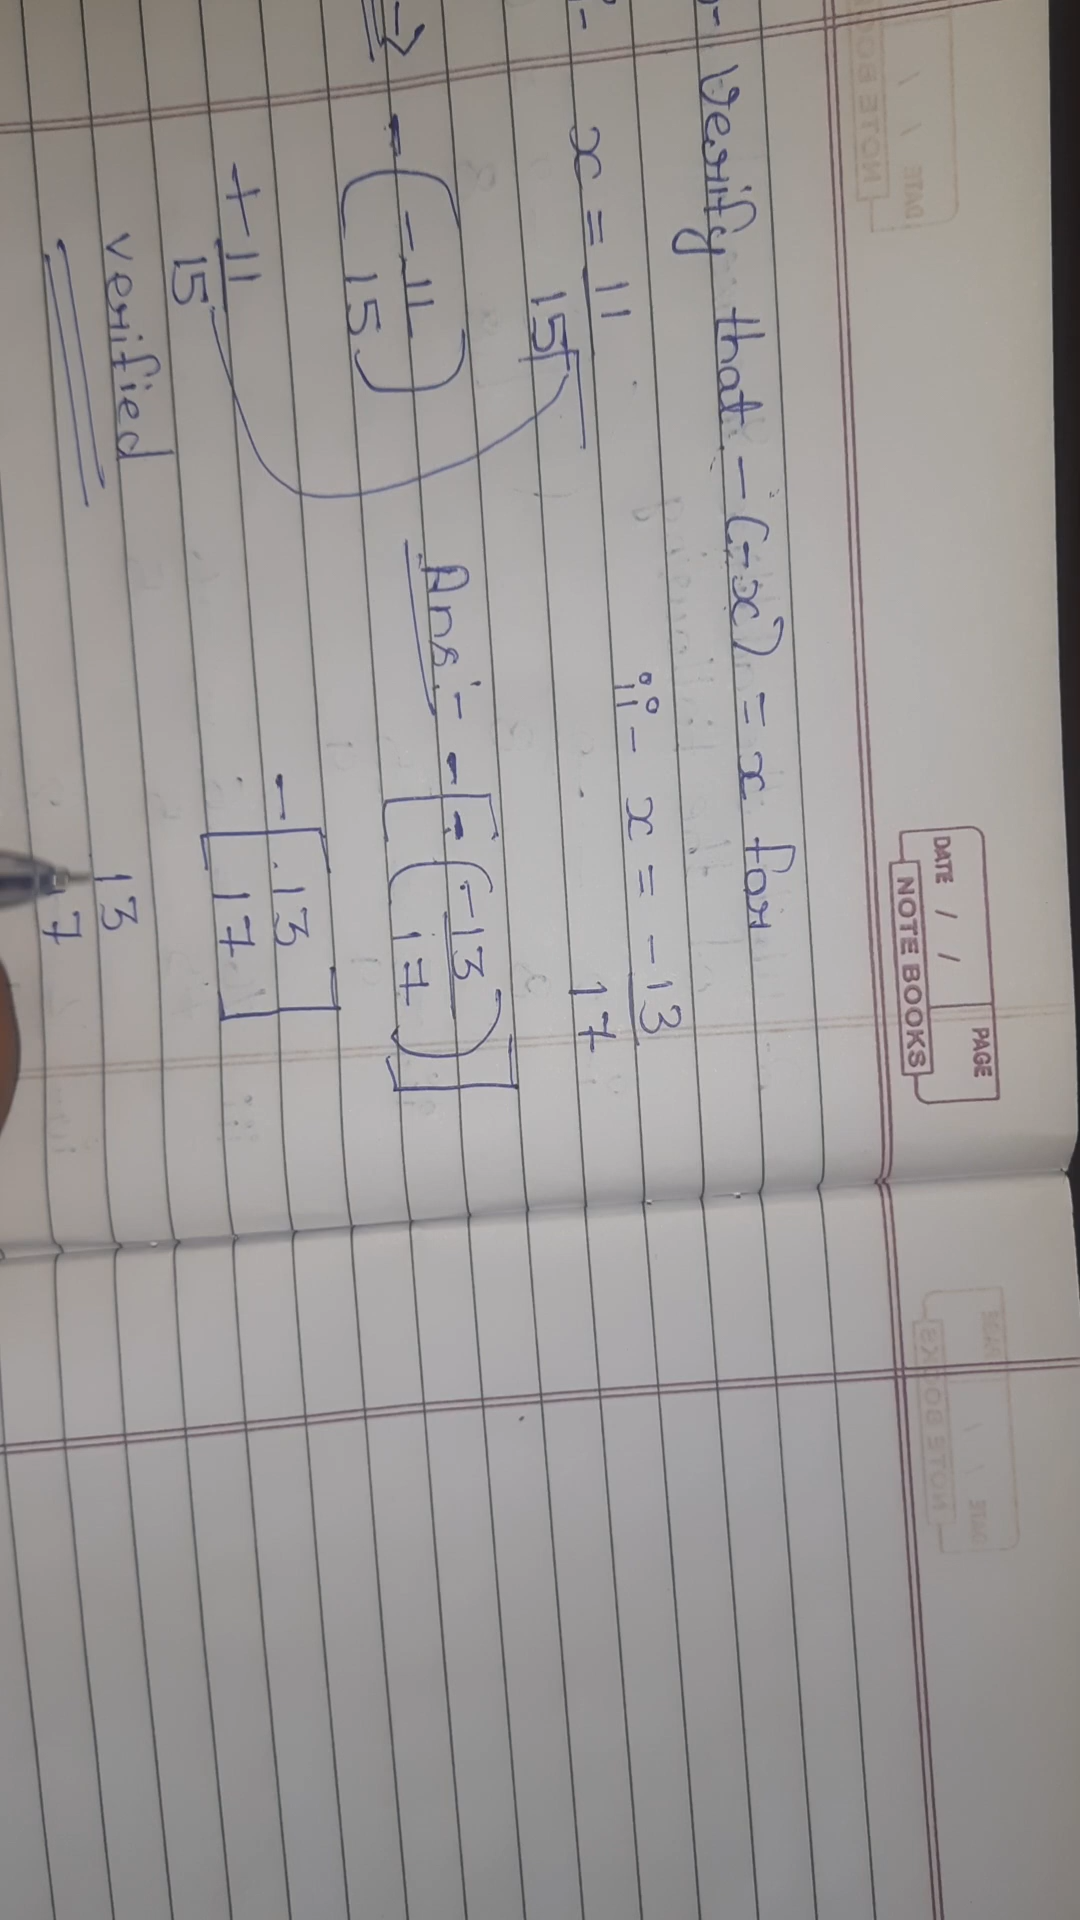 DATE / / PAGE
NOTE BOOKS
verify that - (-x) = x for
x = 11/15
ii - x = -13/17
- (-11/15)
Ans:- - [- (-13/17)]
+ 11/15
- [13/17]
verified
13
7